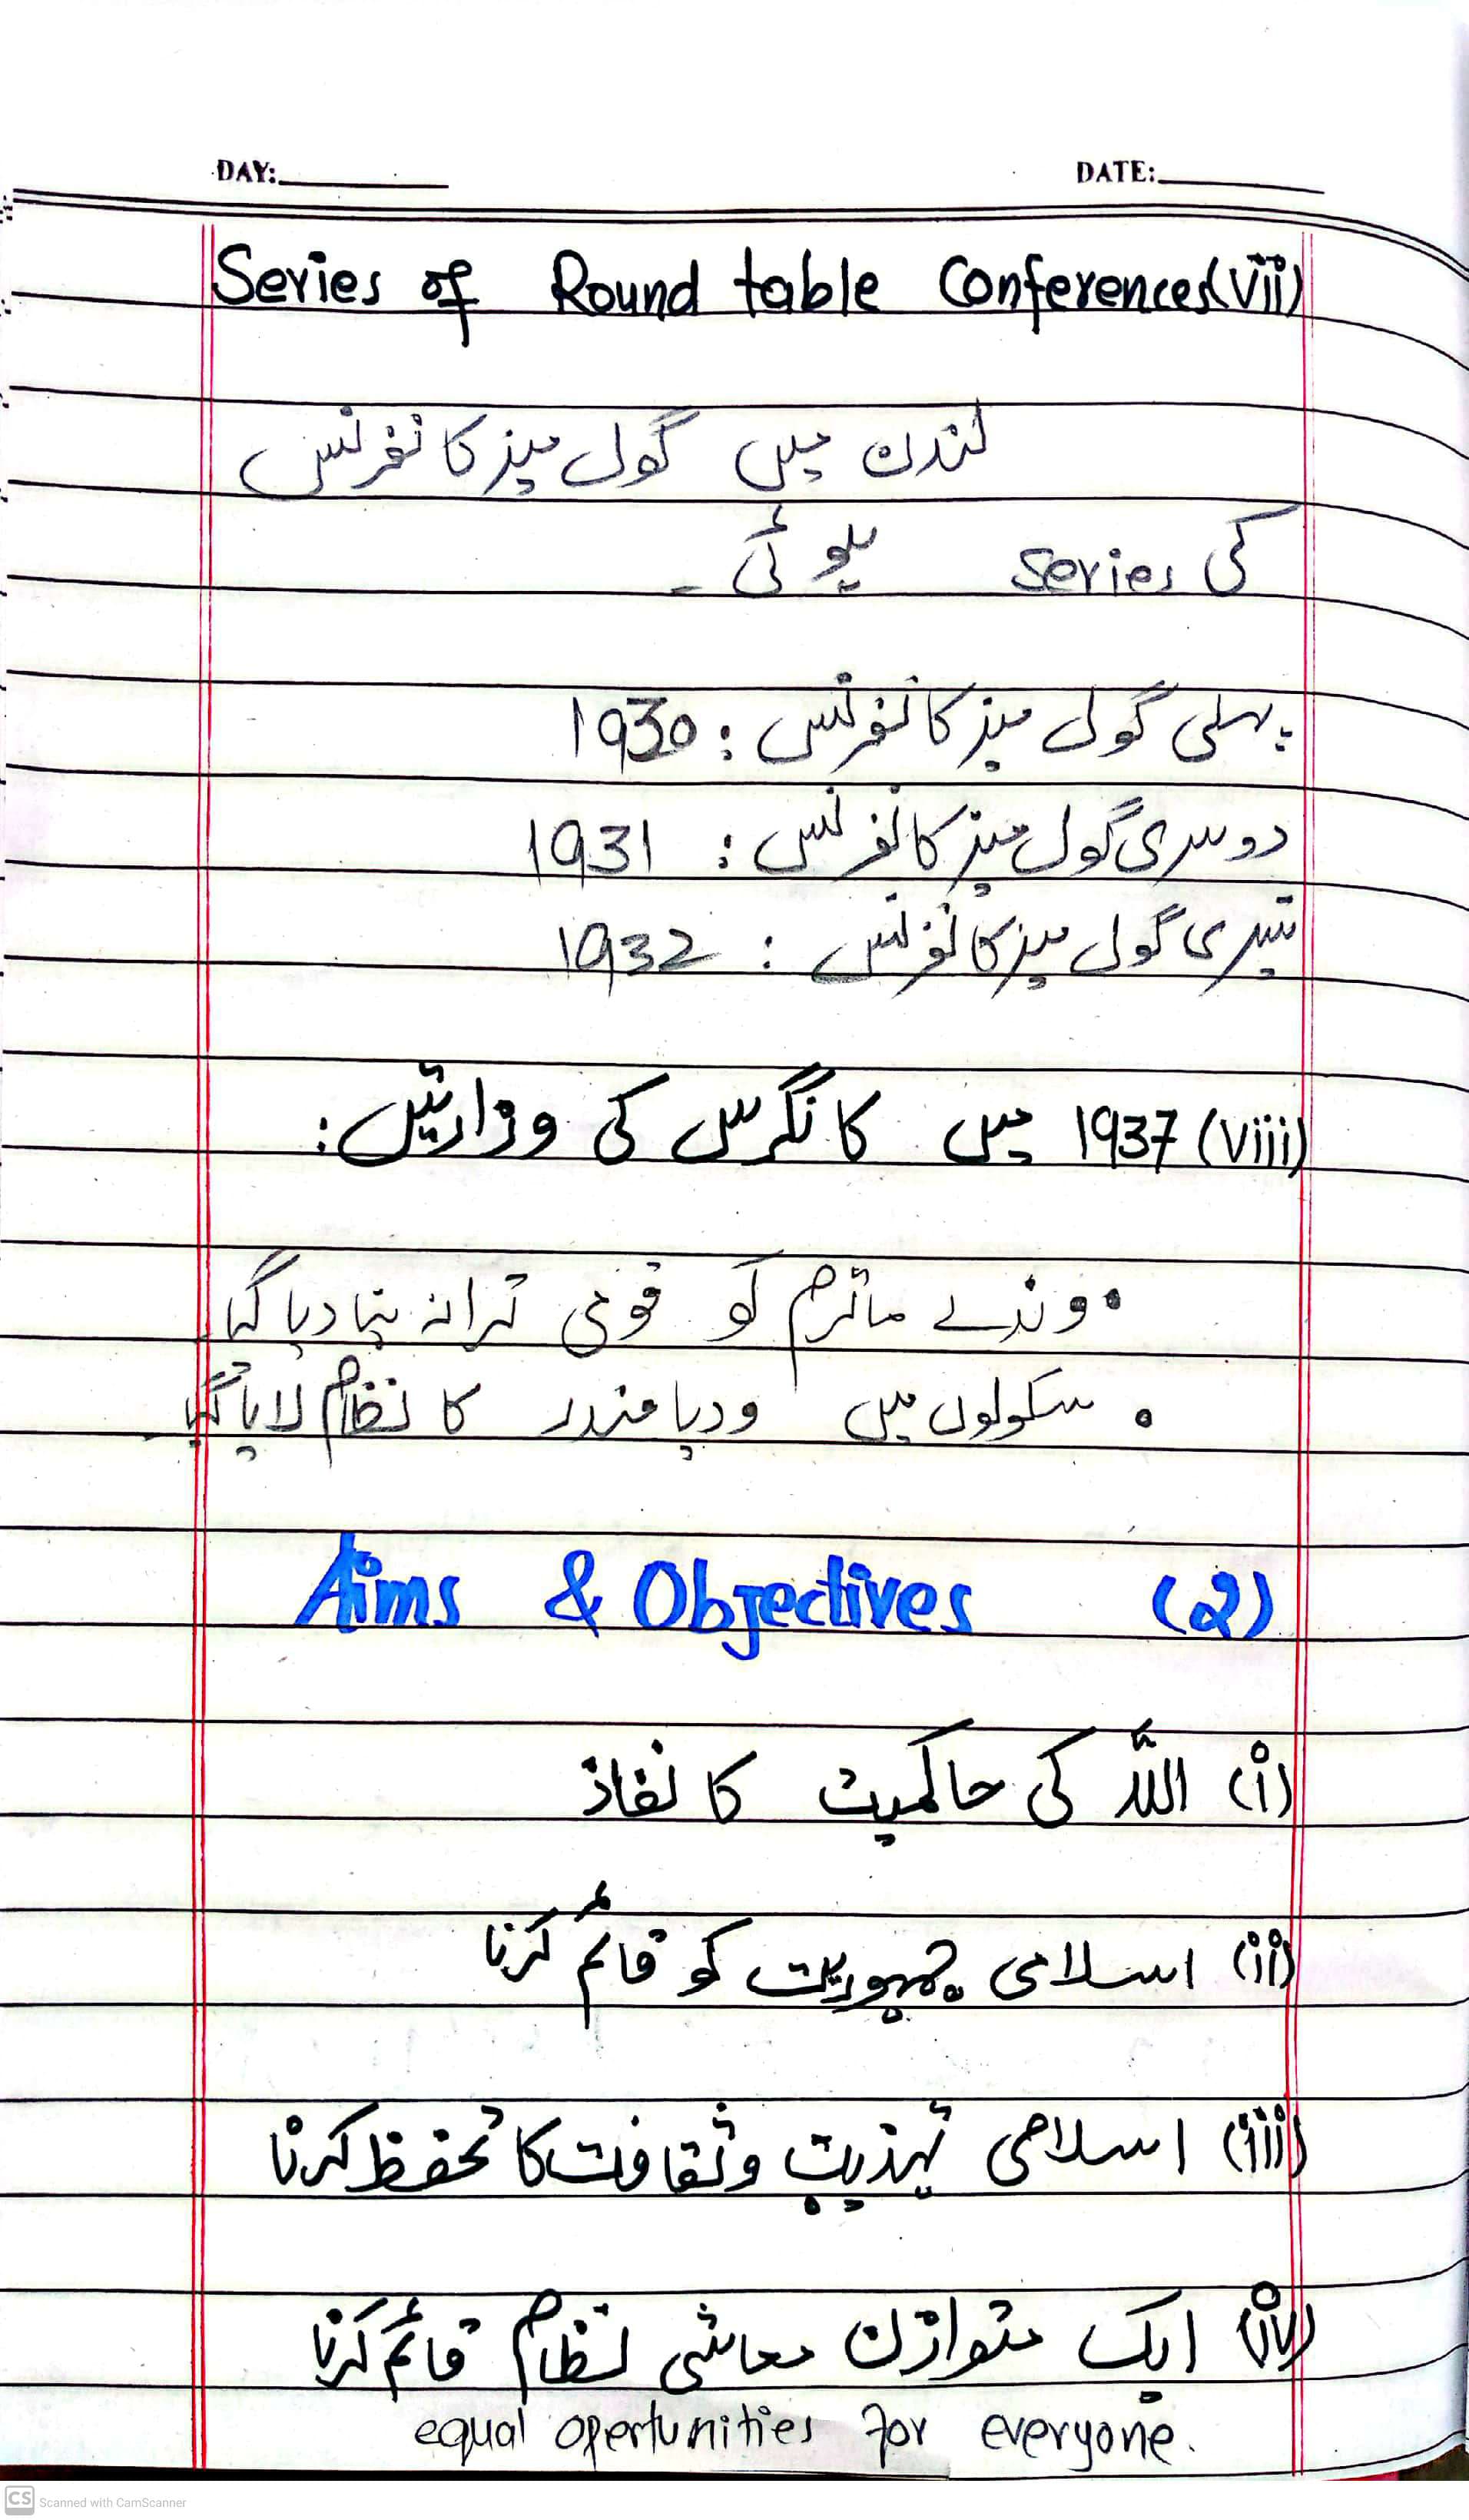 DAY: DATE:
Series of Round table Conferences(vii)
لندن میں گول میز کانفرنس
کی Series ہوئی ۔
پہلی گول میز کانفرنس : 1930
دوسری گول میز کانفرنس : 1931
تیسری گول میز کانفرنس : 1932
(viii) 1937 میں کانگرس کی وزارتیں :
• وندے ماترم کو قومی ترانہ بنا دیا گیا
• سکولوں میں ودیا مندر کا نظام لایا گیا ۔
Aims & Objectives (2)
(i) اللہ کی حاکمیت کا نفاذ
(ii) اسلامی جمہوریت کو قائم کرنا
(iii) اسلامی تہذیب و ثقافت کا تحفظ کرنا
(iv) ایک متوازن معاشی نظام قائم کرنا
equal opertunities for everyone.
CS Scanned with CamScanner